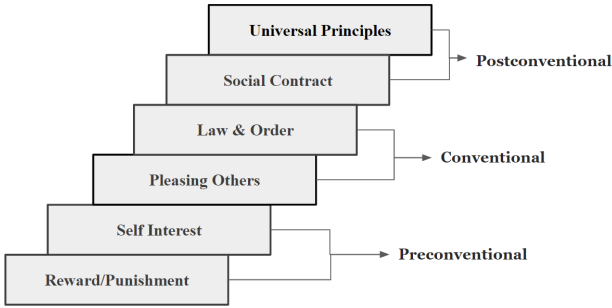 Universal Principles
Postconventional
Social Contract
Law & Order
Conventional
Pleasing Others
Self Interest
Preconventional
Reward/Punishment